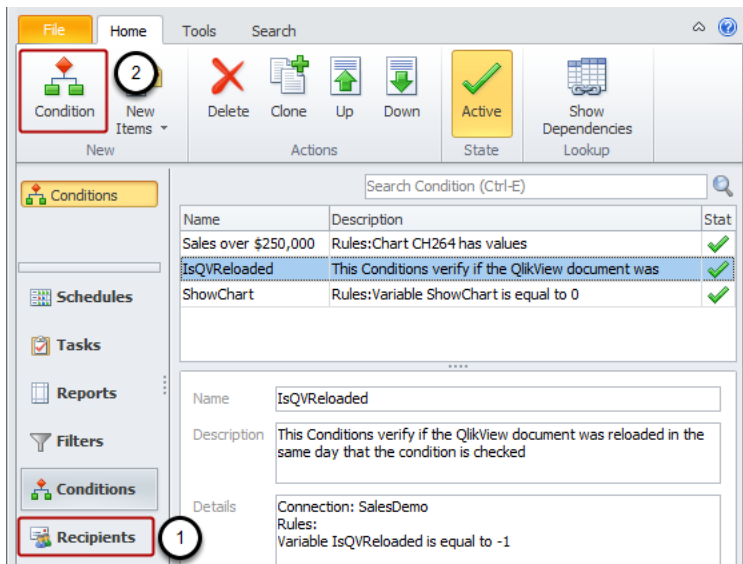 File Home Tools Search
2
Condition New Items Delete Clone Up Down Active Show Dependencies
New Actions State Lookup
Conditions
Search Condition (Ctrl-E)
Name Description Stat
Sales over $250,000 Rules:Chart CH264 has values
IsQVReloaded This Conditions verify if the QlikView document was
ShowChart Rules:Variable ShowChart is equal to 0
Schedules
Tasks
Reports
Filters
Conditions
Recipients
1
Name IsQVReloaded
Description This Conditions verify if the QlikView document was reloaded in the
same day that the condition is checked
Details Connection: SalesDemo
Rules:
Variable IsQVReloaded is equal to -1